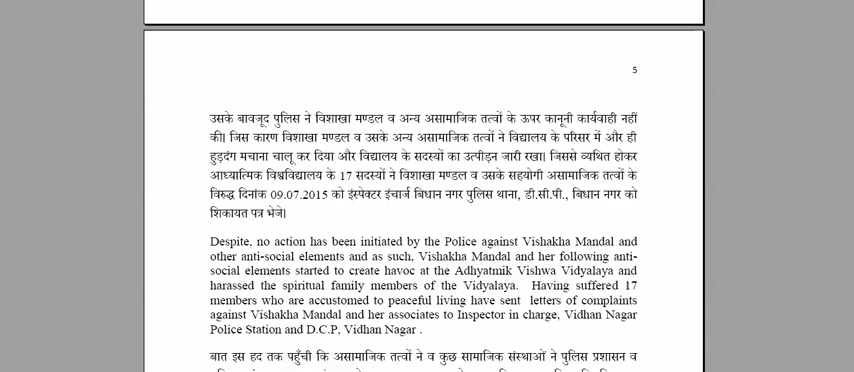 5
उसके बावजूद पुलिस ने विशाखा मण्डल व अन्य असामाजिक तत्वों के ऊपर कानूनी कार्यवाही नहीं
की। जिस कारण विशाखा मण्डल व उसके अन्य असामाजिक तत्वों ने विद्यालय के परिसर में और ही
हुड़दंग मचाना चालू कर दिया और विद्यालय के सदस्यों का उत्पीड़न जारी रखा। जिससे व्यथित होकर
आध्यात्मिक विश्वविद्यालय के 17 सदस्यों ने विशाखा मण्डल व उसके सहयोगी असामाजिक तत्वों के
विरुद्ध दिनांक 09.07.2015 को इंस्पेक्टर इंचार्ज बिधान नगर पुलिस थाना, डी.सी.पी., बिधान नगर को
शिकायत पत्र भेजे।
Despite, no action has been initiated by the Police against Vishakha Mandal and
other anti-social elements and as such, Vishakha Mandal and her following anti-
social elements started to create havoc at the Adhyatmik Vishwa Vidyalaya and
harassed the spiritual family members of the Vidyalaya. Having suffered 17
members who are accustomed to peaceful living have sent letters of complaints
against Vishakha Mandal and her associates to Inspector in charge, Vidhan Nagar
Police Station and D.C.P, Vidhan Nagar .
बात इस हद तक पहुँची कि असामाजिक तत्वों ने व कुछ सामाजिक संस्थाओं ने पुलिस प्रशासन व